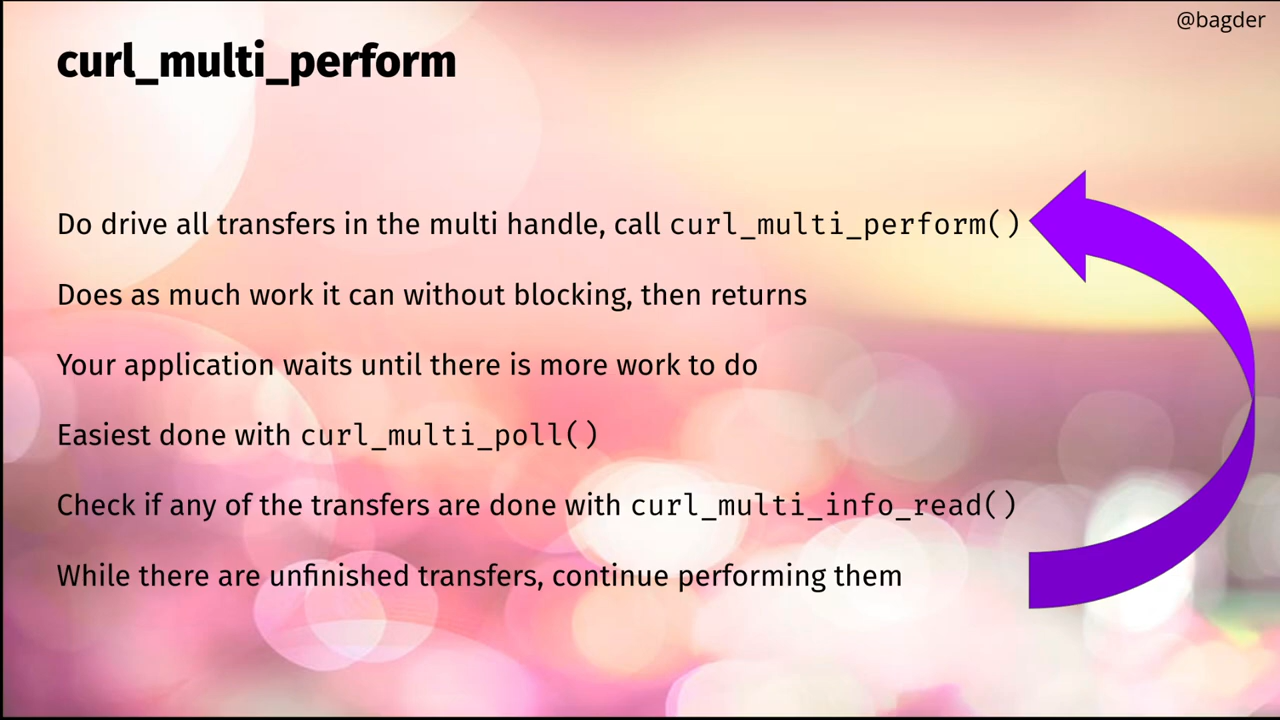 @bagder
curl_multi_perform
Do drive all transfers in the multi handle, call curl_multi_perform()
Does as much work it can without blocking, then returns
Your application waits until there is more work to do
Easiest done with curl_multi_poll()
Check if any of the transfers are done with curl_multi_info_read()
While there are unfinished transfers, continue performing them